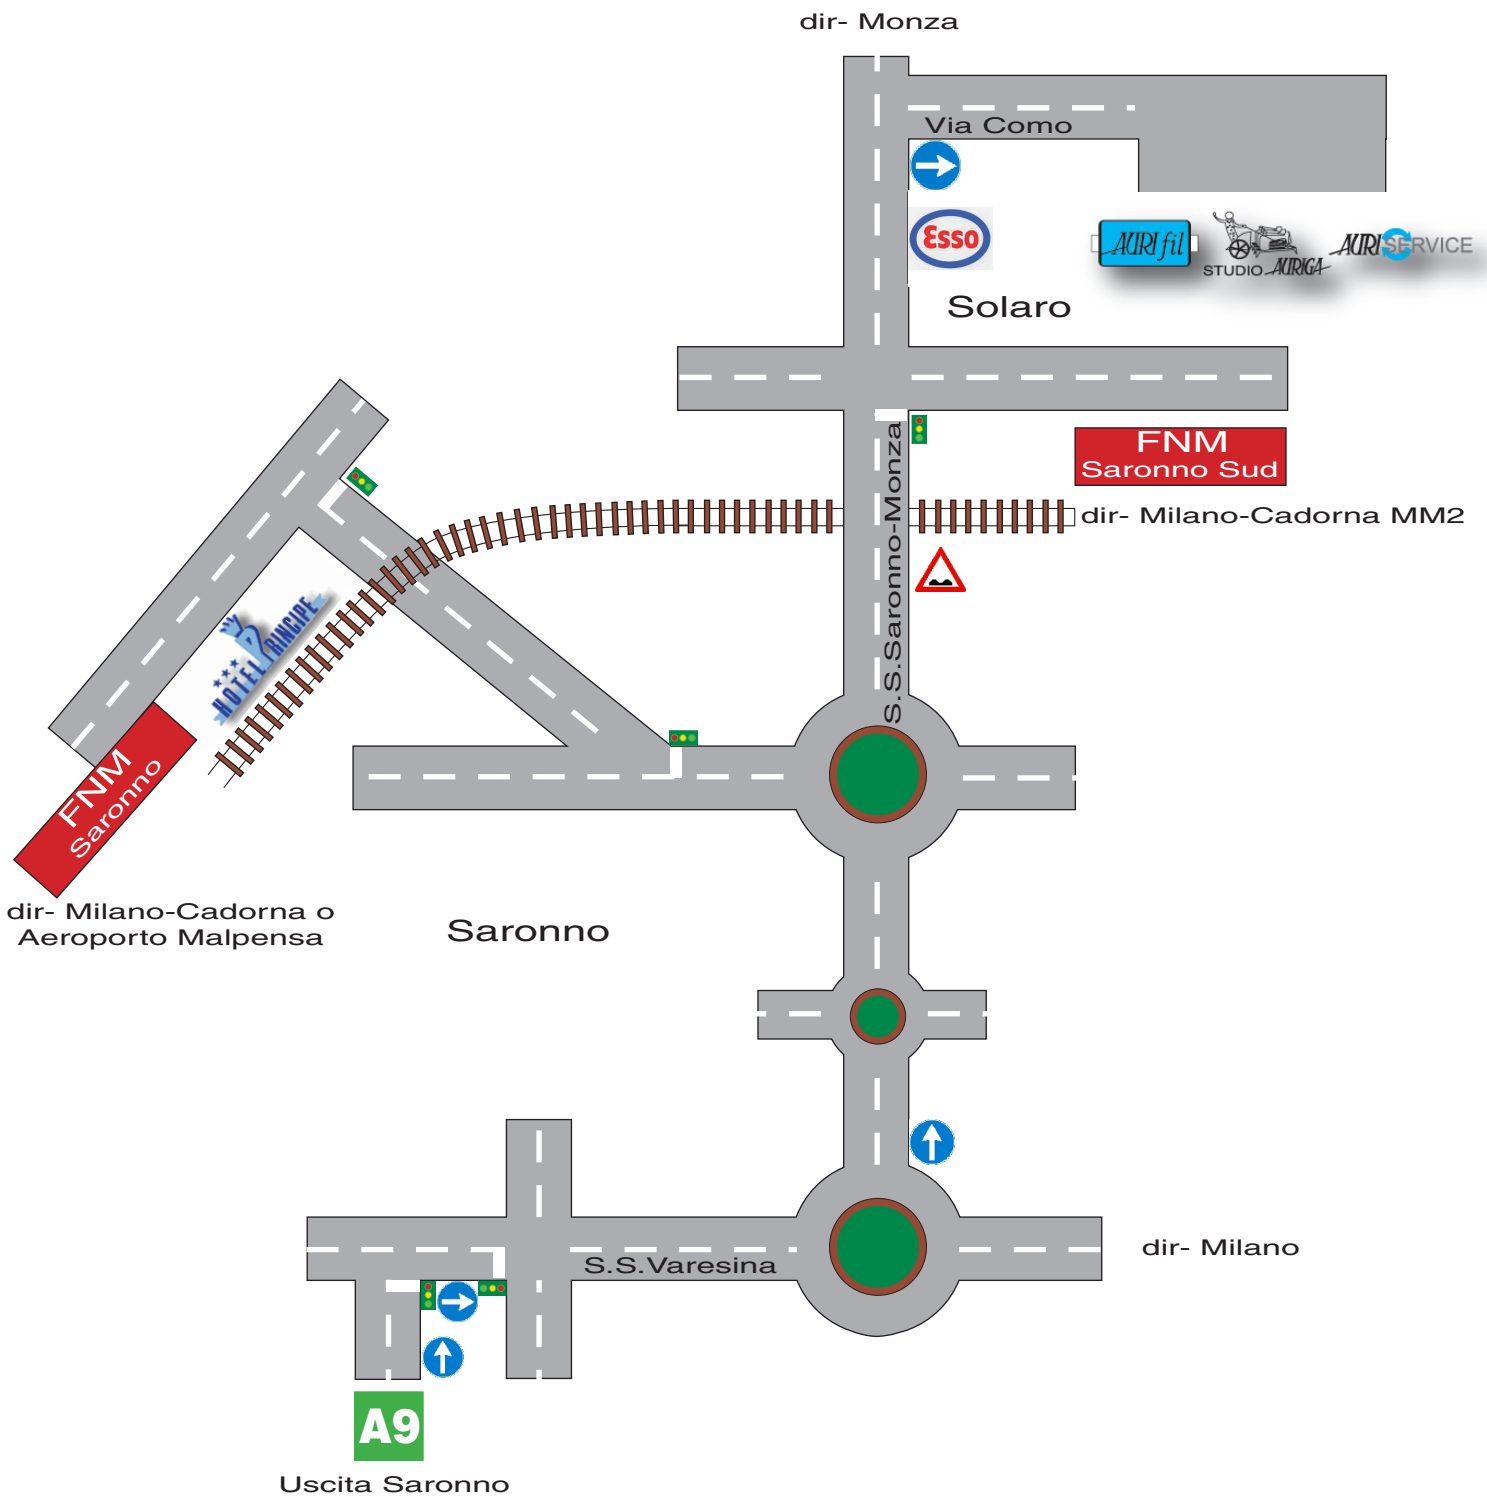 dir- Monza
Via Como
Esso
AURIfil
STUDIO AURIGA
AURISERVICE
Solaro
FNM
Saronno Sud
S.S.Saronno-Monza
dir- Milano-Cadorna MM2
HOTEL PRINCIPE
FNM
Saronno
dir- Milano-Cadorna o
Aeroporto Malpensa
Saronno
S.S.Varesina
dir- Milano
A9
Uscita Saronno